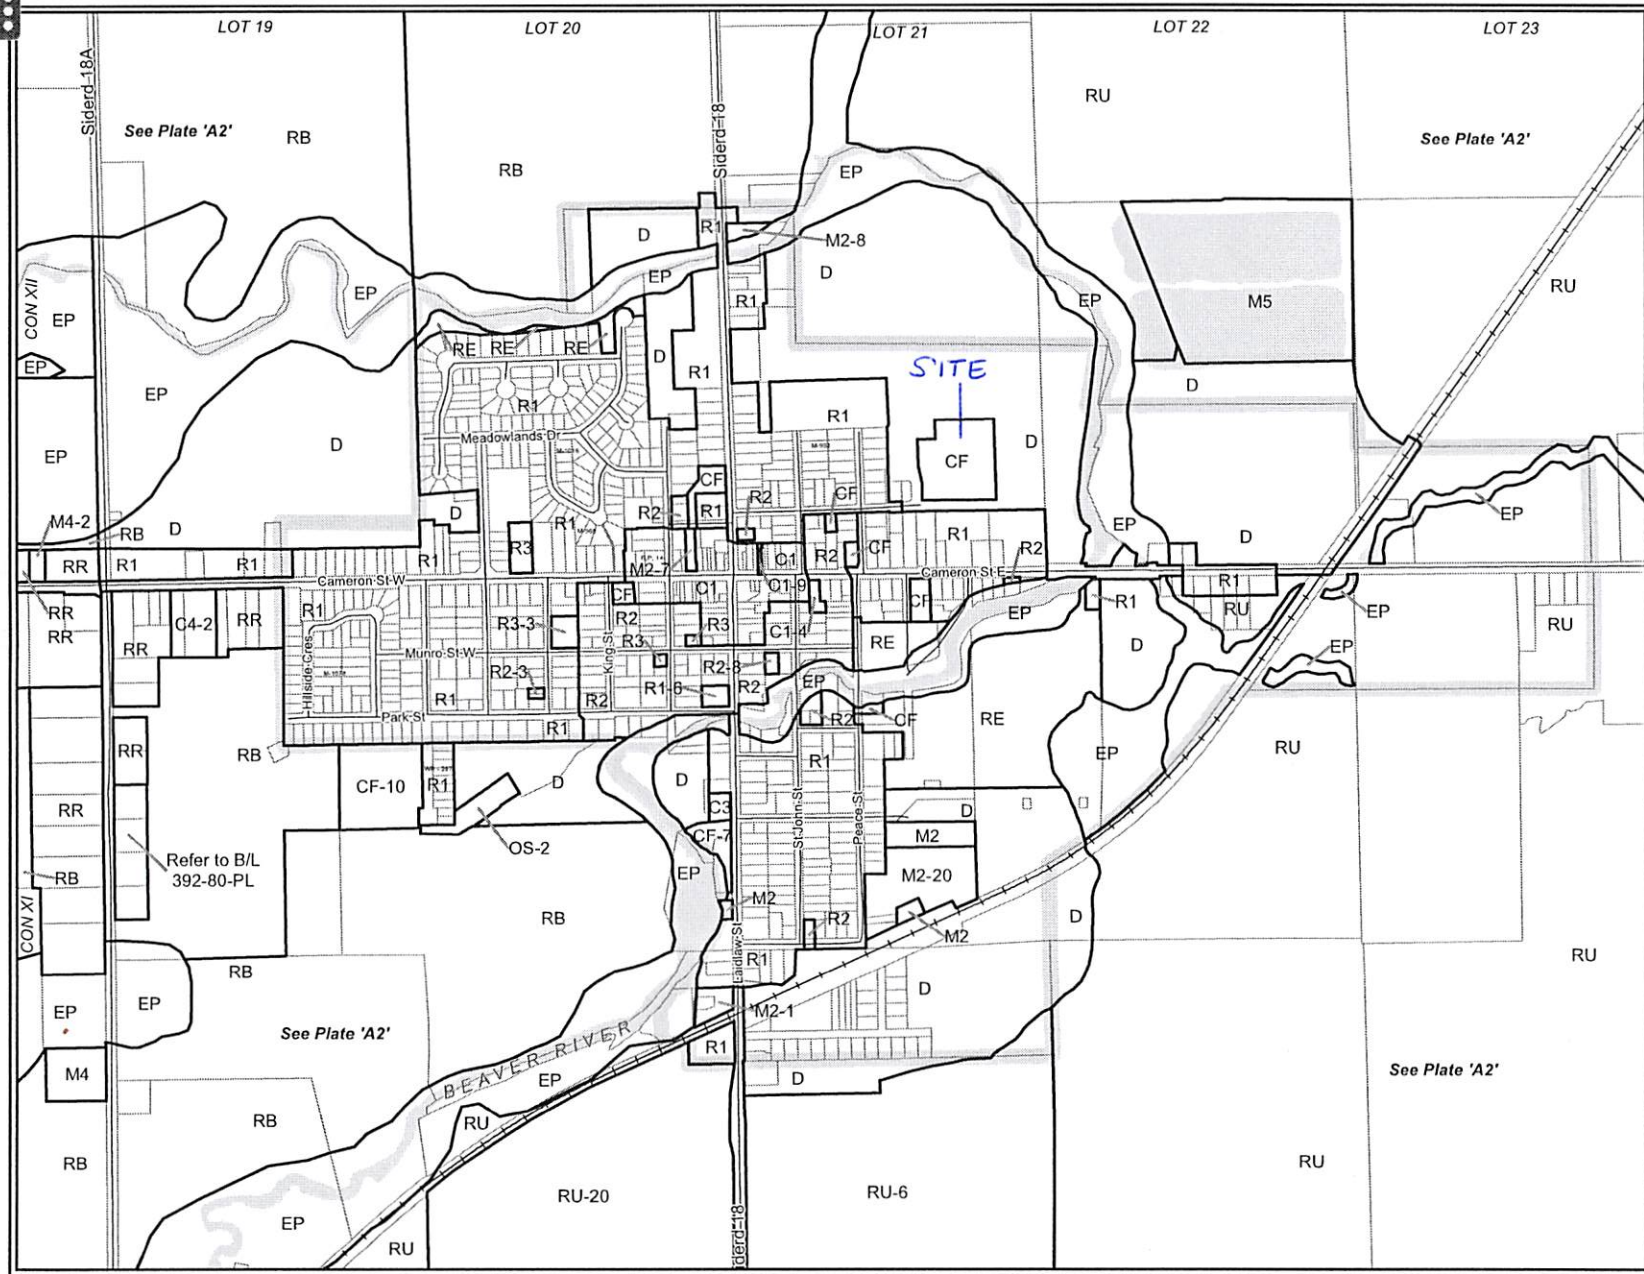 LOT 19
LOT 20
LOT 21
LOT 22
LOT 23
Siderd 18A
Siderd 18
See Plate 'A2'
RB
RB
RU
See Plate 'A2'
EP
D
R1
M2-8
D
CON XII
EP
EP
EP
R1
EP
M5
RU
EP
RE
RE
RE
D
R1
SITE
D
EP
R1
R1
EP
D
Meadowlands Dr
CF
D
CF
R2
CF
M4-2
RB
D
D
R2
R1
R1
R3
R1
R2
CF
R1
EP
D
EP
RR
R1
R1
R1
M2-7
C1
R2
Cameron St W
C1
C1-9
Cameron St E
R1
RR
RR
C4-2
RR
R1
CF
CF
EP
R1
RU
EP
RR
R3-3
R2
R3
C1-4
RU
Hillside Cres
Munro St W
King St
R3
R2-8
RE
D
EP
R2-3
R1
R1-6
R2
EP
Park St
R2
R2
CF
RE
R1
RR
RB
EP
RU
CF-10
R1
D
D
R1
RR
C3
St John St
Peace St
D
OS-2
CF-7
M2
Refer to B/L
392-80-PL
RB
EP
M2-20
RB
M2
R2
M2
D
CON XI
Laidlaw St
R1
RU
RB
EP
EP
D
See Plate 'A2'
M2-1
BEAVER RIVER
R1
M4
EP
D
See Plate 'A2'
RB
RU
RB
RU
RU-20
RU-6
EP
RU
Siderd 18